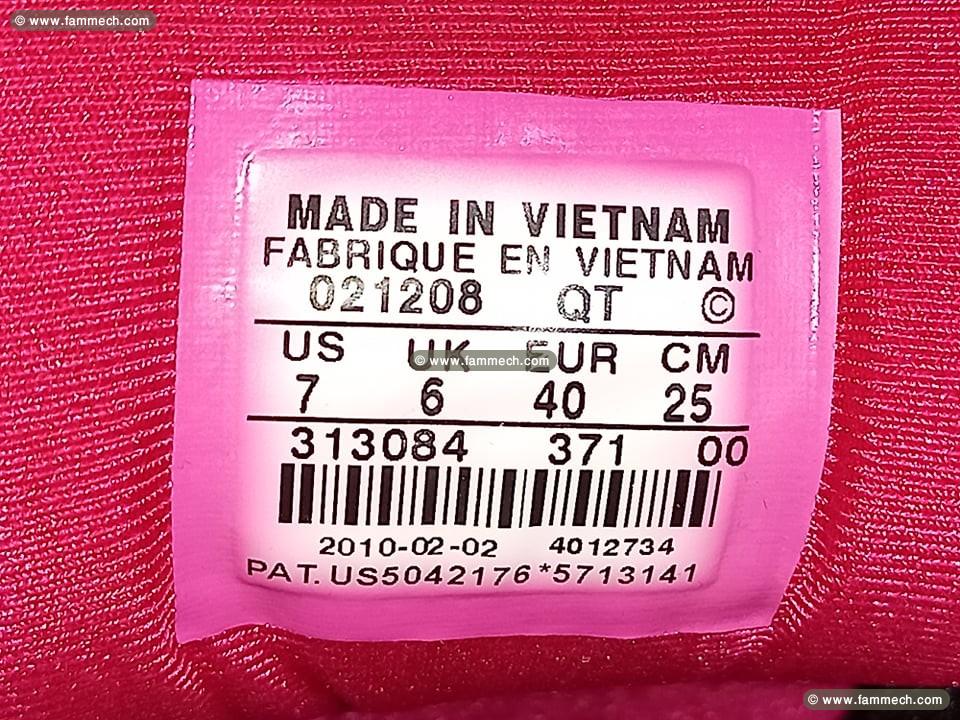 © www.fammech.com
MADE IN VIETNAM
FABRIQUE EN VIETNAM
021208 QT ©
US UK EUR CM
© www.fammech.com
7 6 40 25
313084 371 00
2010-02-02 4012734
PAT. US5042176*5713141
© www.fammech.com